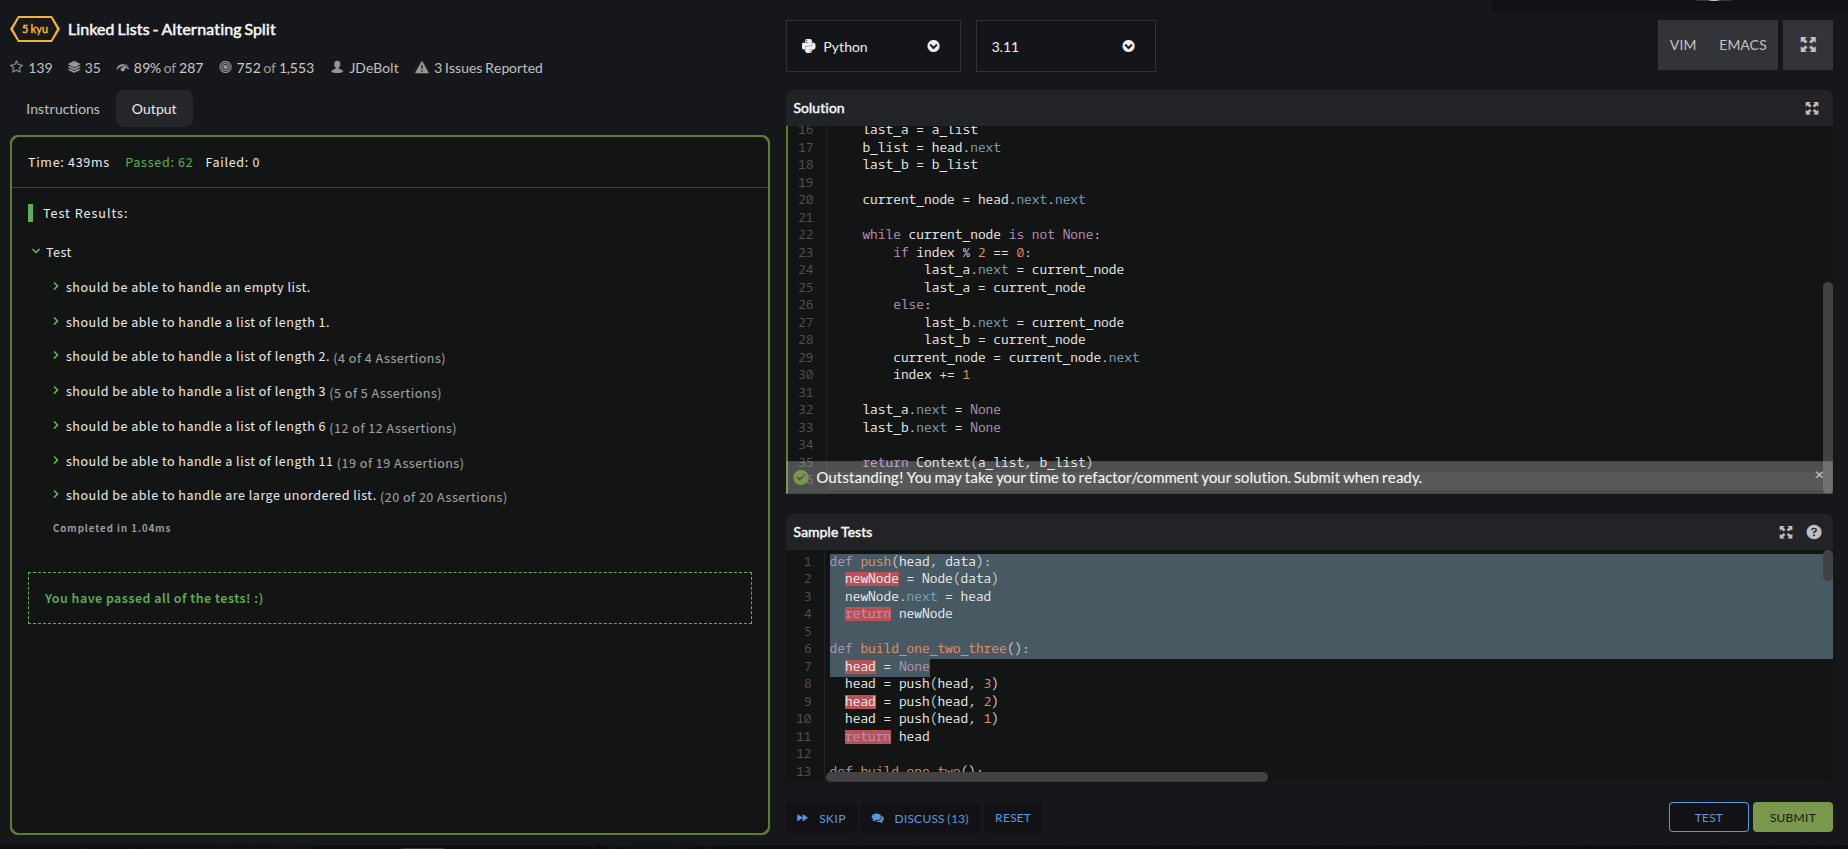 5 kyu Linked Lists - Alternating Split
139 35 89% of 287 752 of 1,553 JDeBolt 3 Issues Reported
Instructions Output
Time: 439ms Passed: 62 Failed: 0
Test Results:
Test
should be able to handle an empty list.
should be able to handle a list of length 1.
should be able to handle a list of length 2. (4 of 4 Assertions)
should be able to handle a list of length 3 (5 of 5 Assertions)
should be able to handle a list of length 6 (12 of 12 Assertions)
should be able to handle a list of length 11 (19 of 19 Assertions)
should be able to handle are large unordered list. (20 of 20 Assertions)
Completed in 1.04ms
You have passed all of the tests! :)
Python 3.11 VIM EMACS
Solution
16 last_a = a_list
17 b_list = head.next
18 last_b = b_list
19
20 current_node = head.next.next
21
22 while current_node is not None:
23 if index % 2 == 0:
24 last_a.next = current_node
25 last_a = current_node
26 else:
27 last_b.next = current_node
28 last_b = current_node
29 current_node = current_node.next
30 index += 1
31
32 last_a.next = None
33 last_b.next = None
34
35 return Context(a_list, b_list)
Outstanding! You may take your time to refactor/comment your solution. Submit when ready. ×
Sample Tests
1 def push(head, data):
2 newNode = Node(data)
3 newNode.next = head
4 return newNode
5
6 def build_one_two_three():
7 head = None
8 head = push(head, 3)
9 head = push(head, 2)
10 head = push(head, 1)
11 return head
12
13 def build_one_two():
SKIP DISCUSS (13) RESET TEST SUBMIT